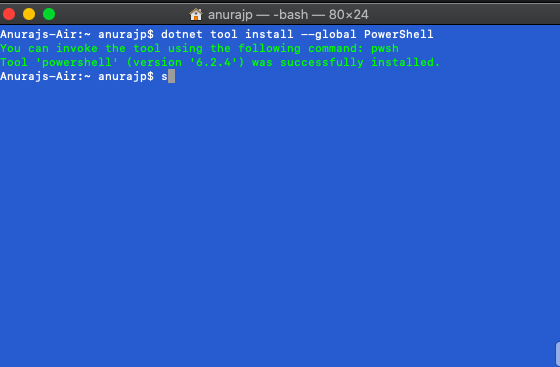 anurajp — -bash — 80×24
Anurajs-Air:~ anurajp$ dotnet tool install --global PowerShell
You can invoke the tool using the following command: pwsh
Tool 'powershell' (version '6.2.4') was successfully installed.
Anurajs-Air:~ anurajp$ s